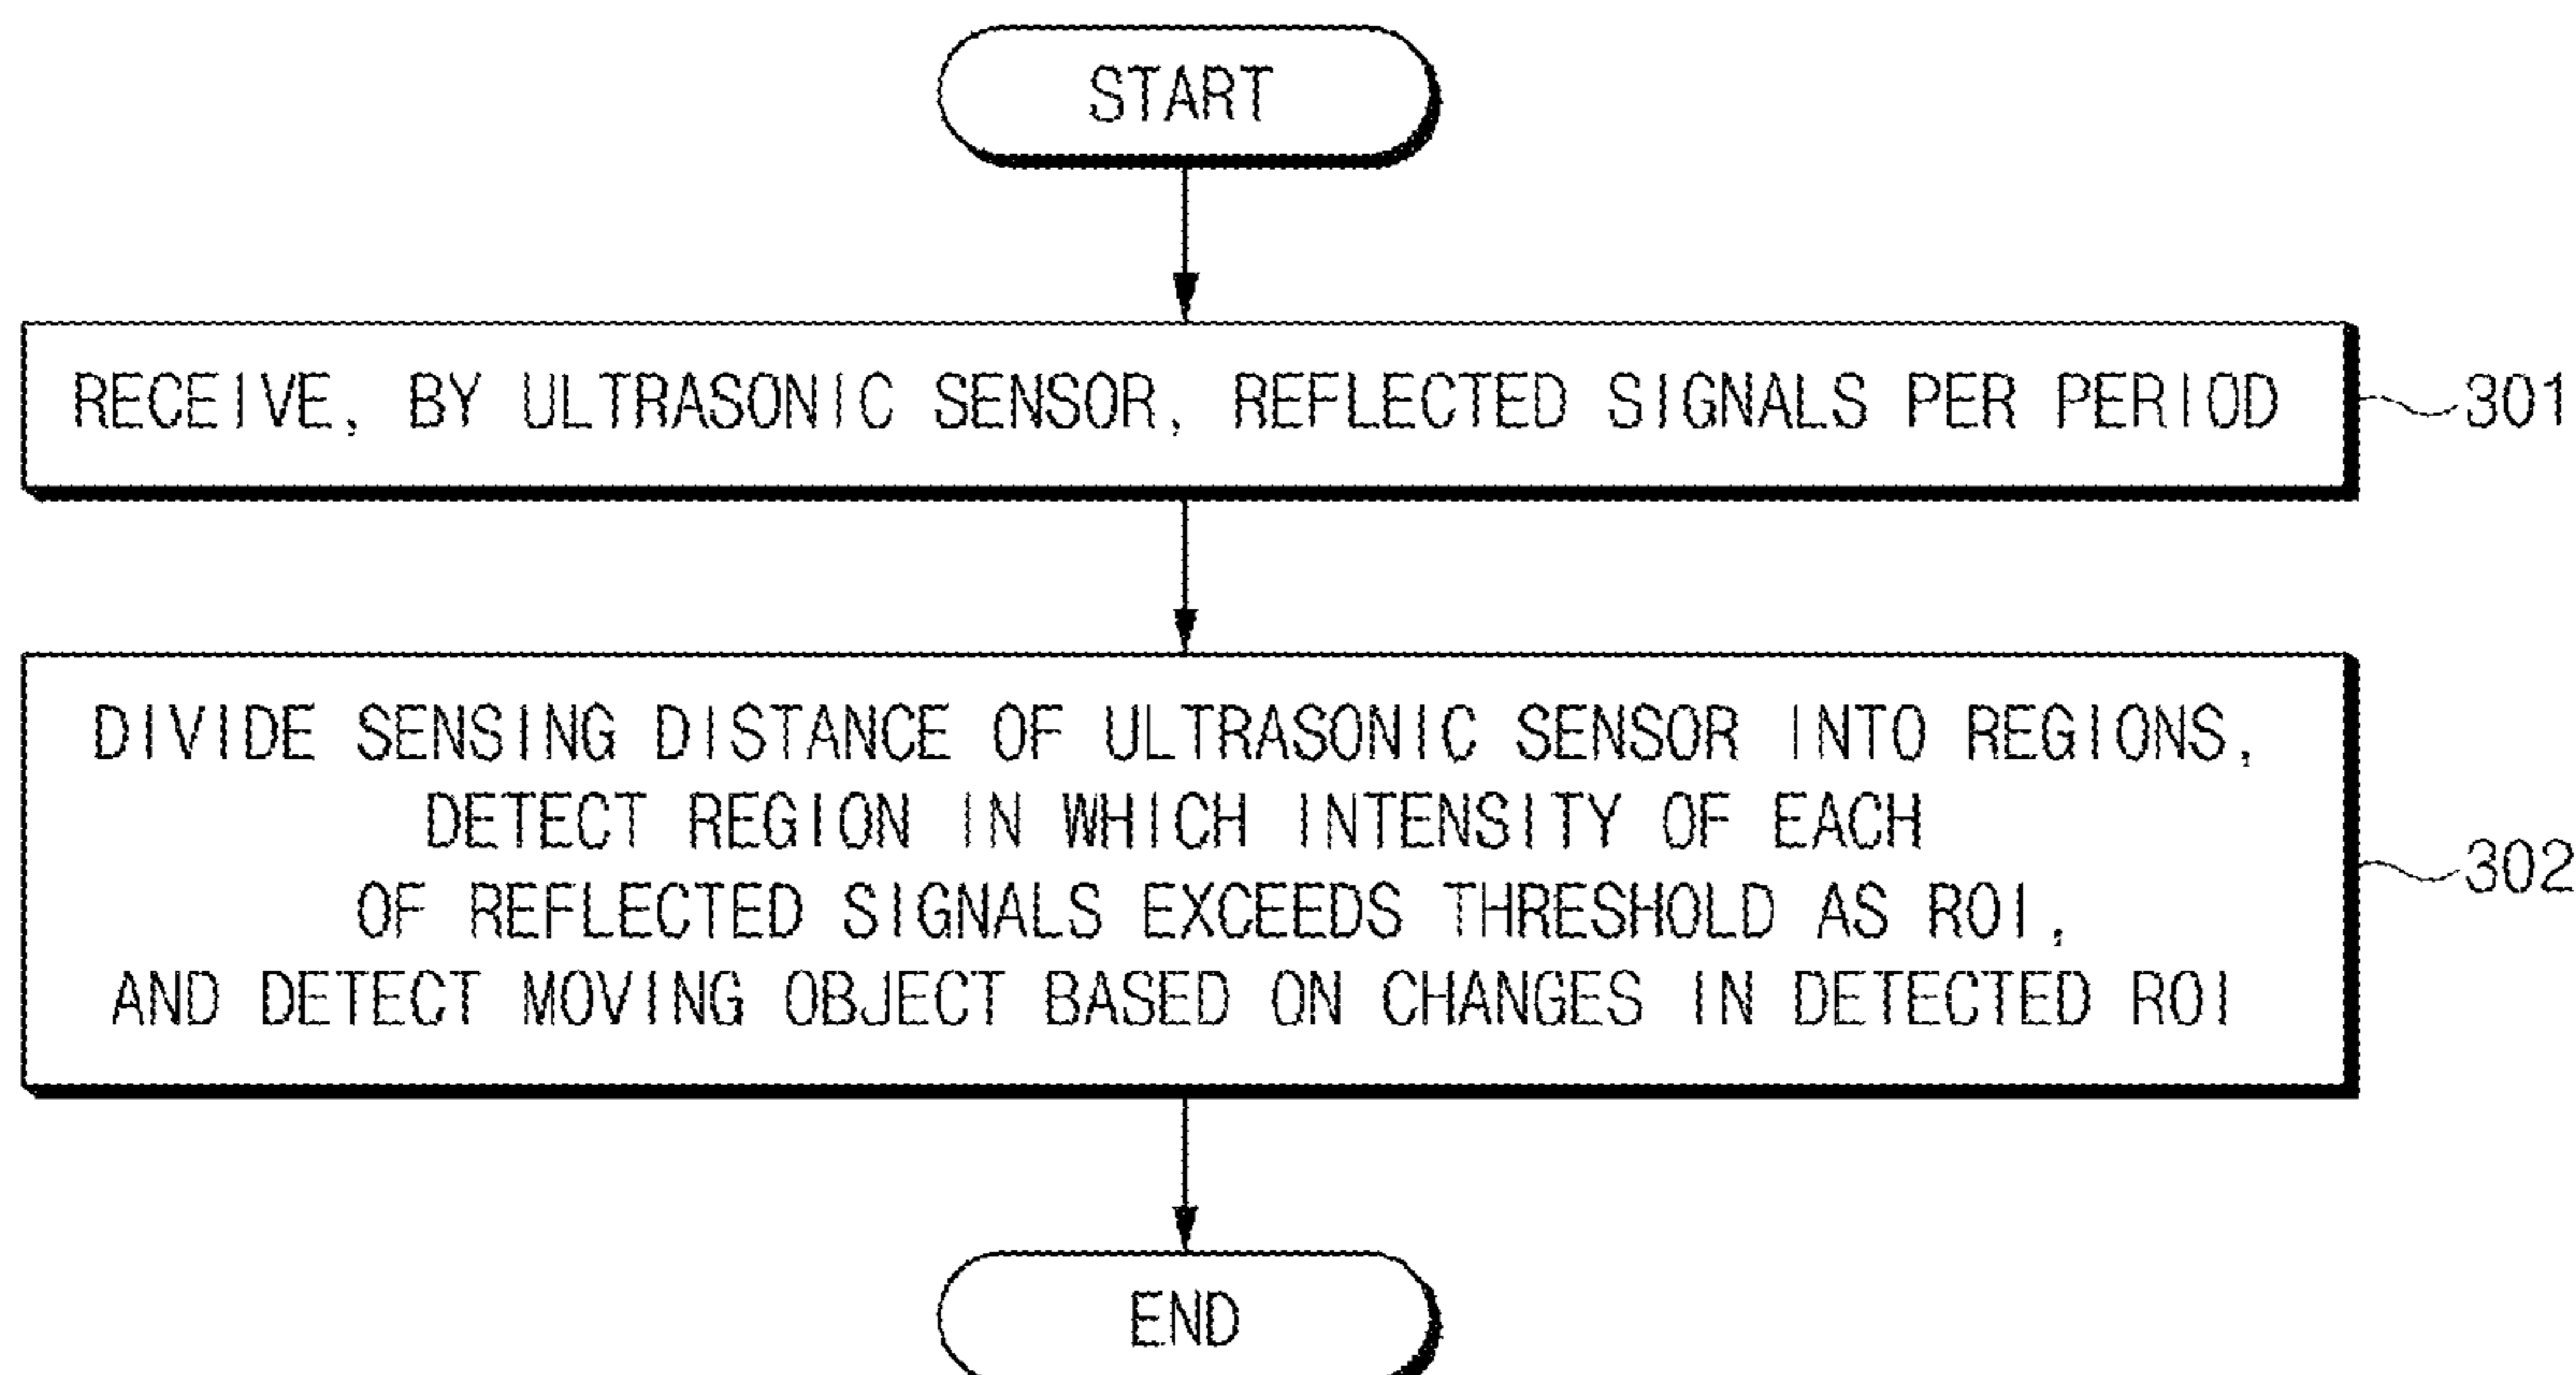 START
RECEIVE, BY ULTRASONIC SENSOR, REFLECTED SIGNALS PER PERIOD
301
DIVIDE SENSING DISTANCE OF ULTRASONIC SENSOR INTO REGIONS,
DETECT REGION IN WHICH INTENSITY OF EACH
OF REFLECTED SIGNALS EXCEEDS THRESHOLD AS ROI,
AND DETECT MOVING OBJECT BASED ON CHANGES IN DETECTED ROI
302
END